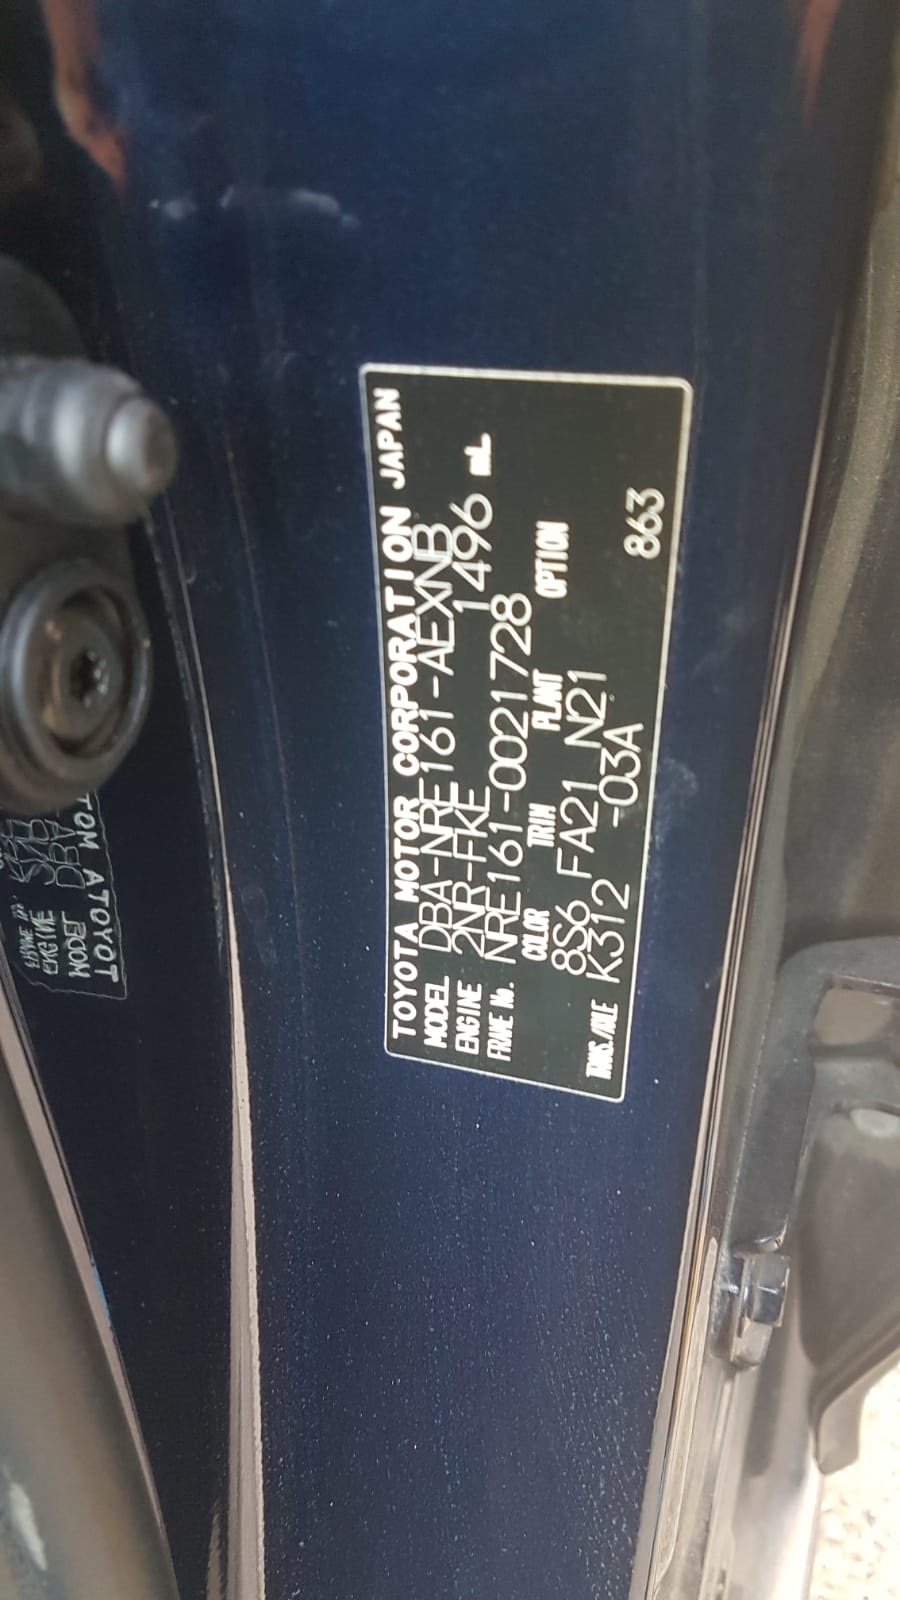 TOYOTA MOTOR CORPORATION JAPAN
MODEL DBA-NRE161-AEXNB
ENGINE 2NR-FKE 1496 mL
FRAME No. NRE161-0021728
COLOR TRIM PLANT OPTION
8S6 FA21 N21
TRANS./AXLE K312 -03A 863